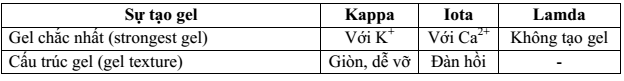 Sự tạo gel Kappa Iota Lamda
Gel chắc nhất (strongest gel) Với K⁺ Với Ca²⁺ Không tạo gel
Cấu trúc gel (gel texture) Giòn, dễ vỡ Đàn hồi -